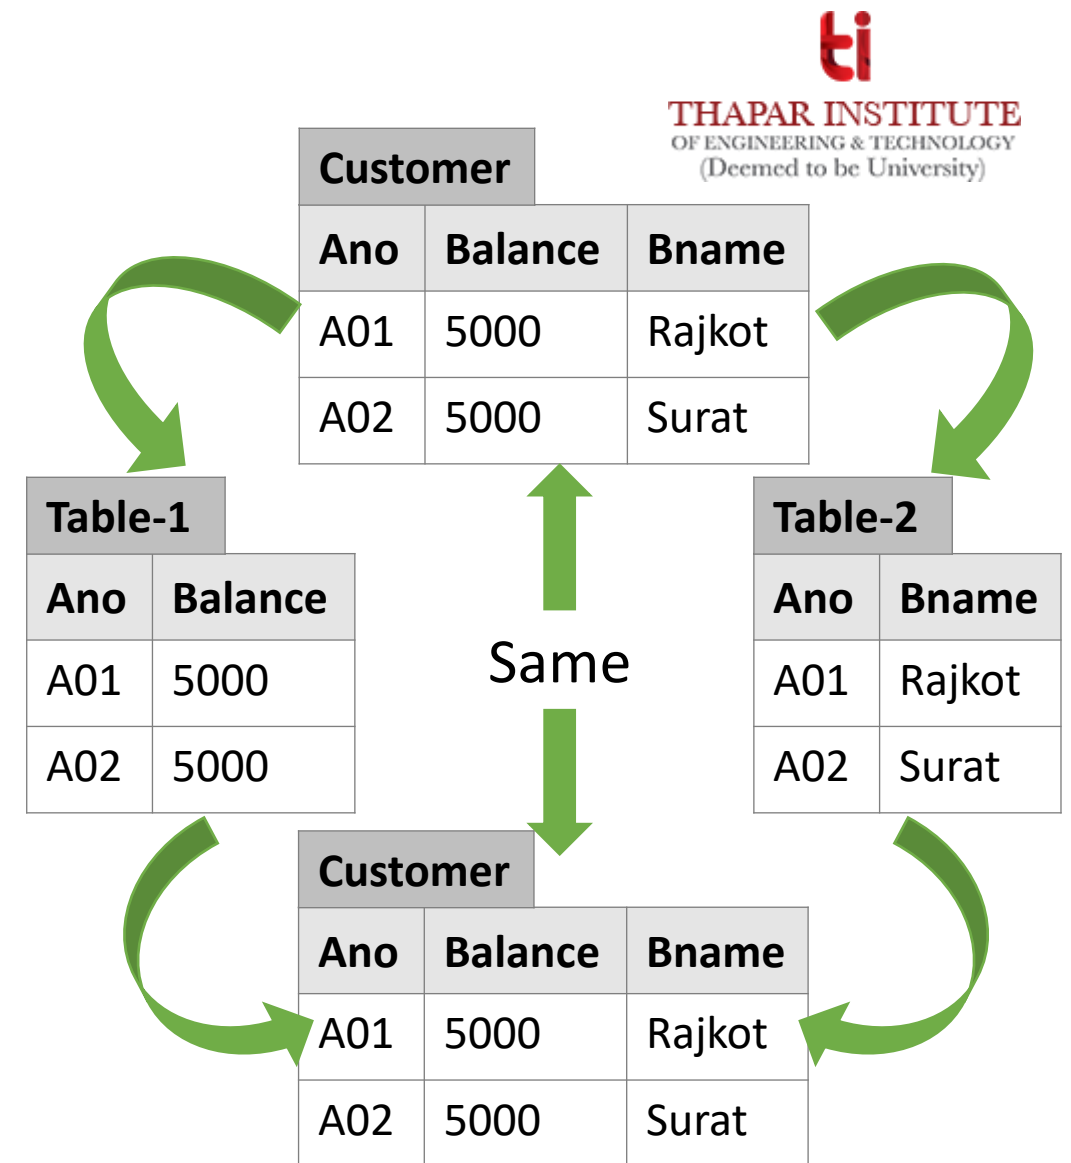 ti
THAPAR INSTITUTE
OF ENGINEERING & TECHNOLOGY
(Deemed to be University)
Customer
Ano Balance Bname
A01 5000 Rajkot
A02 5000 Surat
Table-1
Ano Balance
A01 5000
A02 5000
Same
Table-2
Ano Bname
A01 Rajkot
A02 Surat
Customer
Ano Balance Bname
A01 5000 Rajkot
A02 5000 Surat